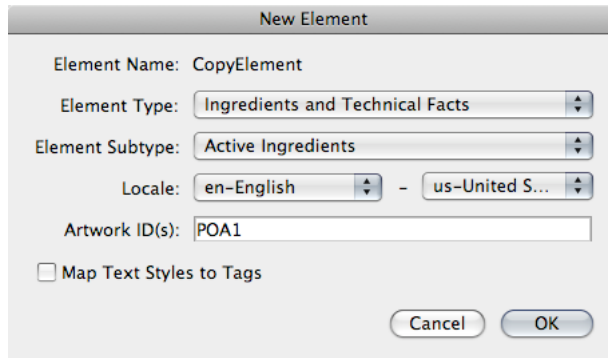 New Element
Element Name: CopyElement
Element Type: Ingredients and Technical Facts
Element Subtype: Active Ingredients
Locale: en-English - us-United S...
Artwork ID(s): POA1
Map Text Styles to Tags
Cancel OK